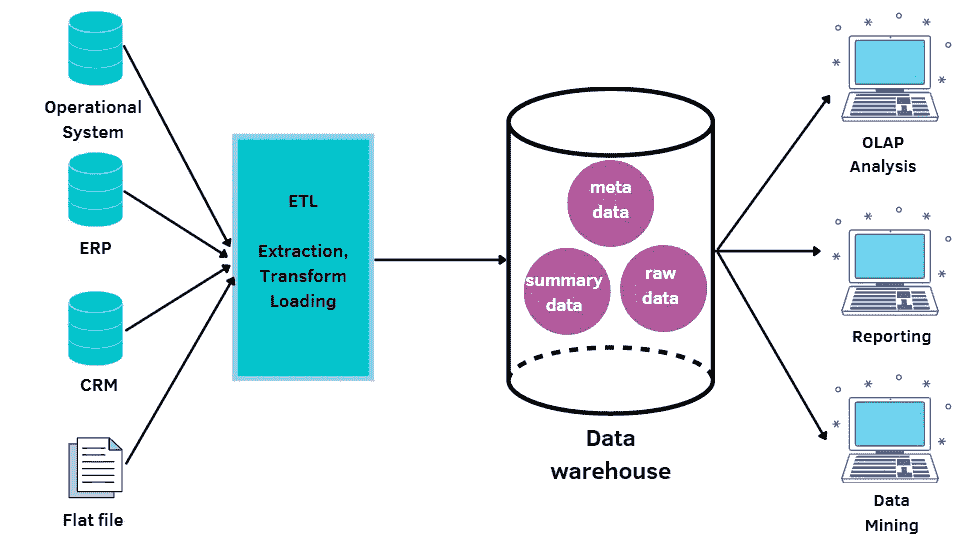 Operational
System
ERP
CRM
Flat file
ETL
Extraction,
Transform
Loading
meta
data
summary
data
raw
data
Data
warehouse
OLAP
Analysis
Reporting
Data
Mining